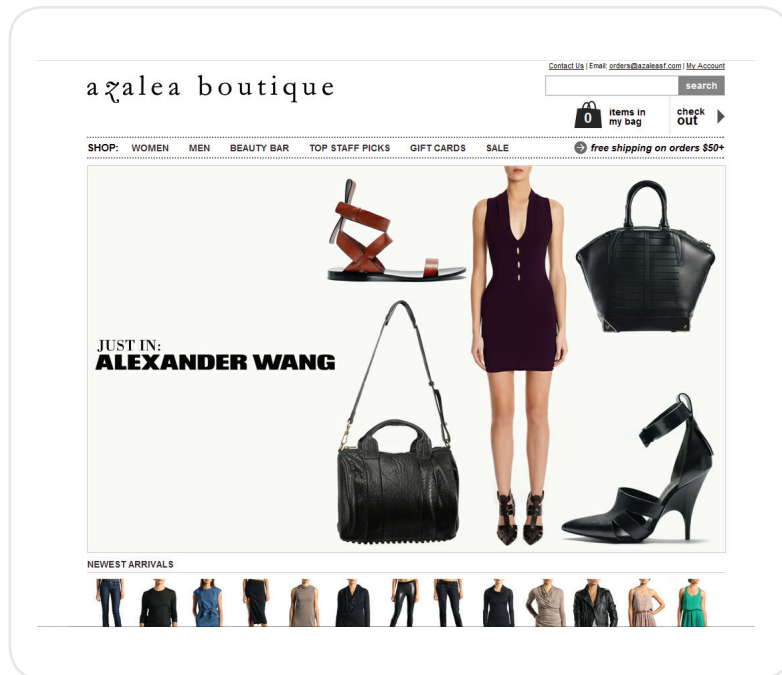 Contact Us | Email: orders@azaleasf.com | My Account
azalea boutique
search
0 items in my bag
check out
SHOP: WOMEN MEN BEAUTY BAR TOP STAFF PICKS GIFT CARDS SALE free shipping on orders $50+
JUST IN:
ALEXANDER WANG
NEWEST ARRIVALS